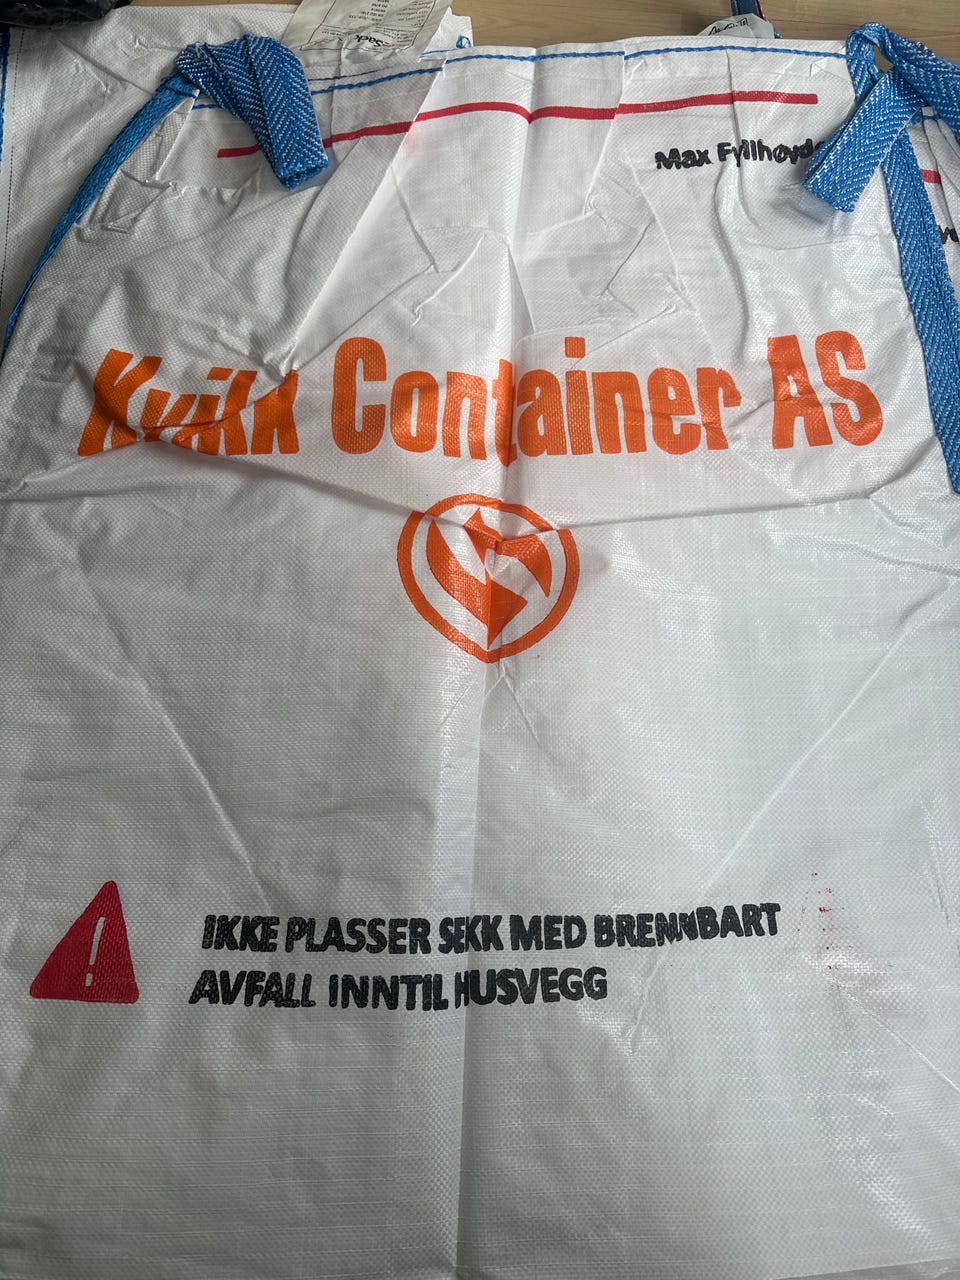 Max Fyllhøyde
Kvikk Container AS
!
IKKE PLASSER SEKK MED BRENNBART
AVFALL INNTIL HUSVEGG